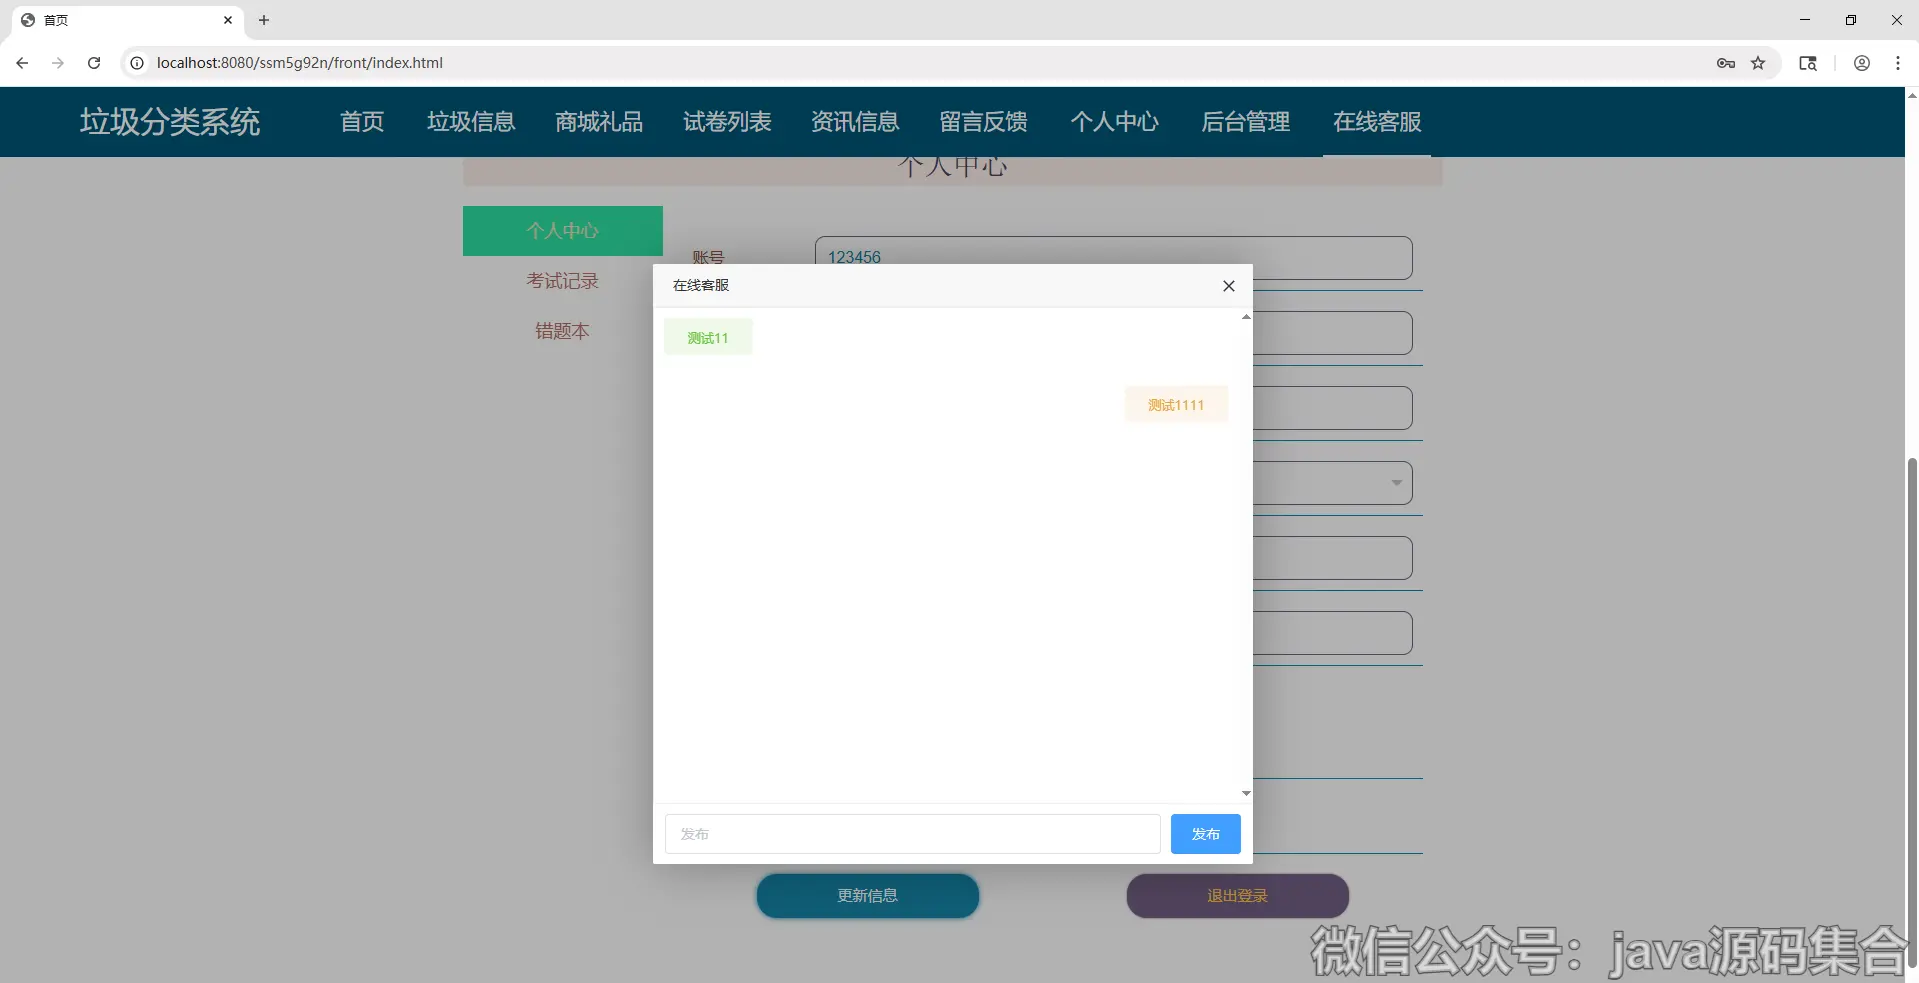 首页
localhost:8080/ssm5g92n/front/index.html
垃圾分类系统 首页 垃圾信息 商城礼品 试卷列表 资讯信息 留言反馈 个人中心 后台管理 在线客服
个人中心
个人中心
考试记录
错题本
账号 123456
在线客服
测试11
测试1111
发布 发布
更新信息 退出登录
微信公众号：java源码集合